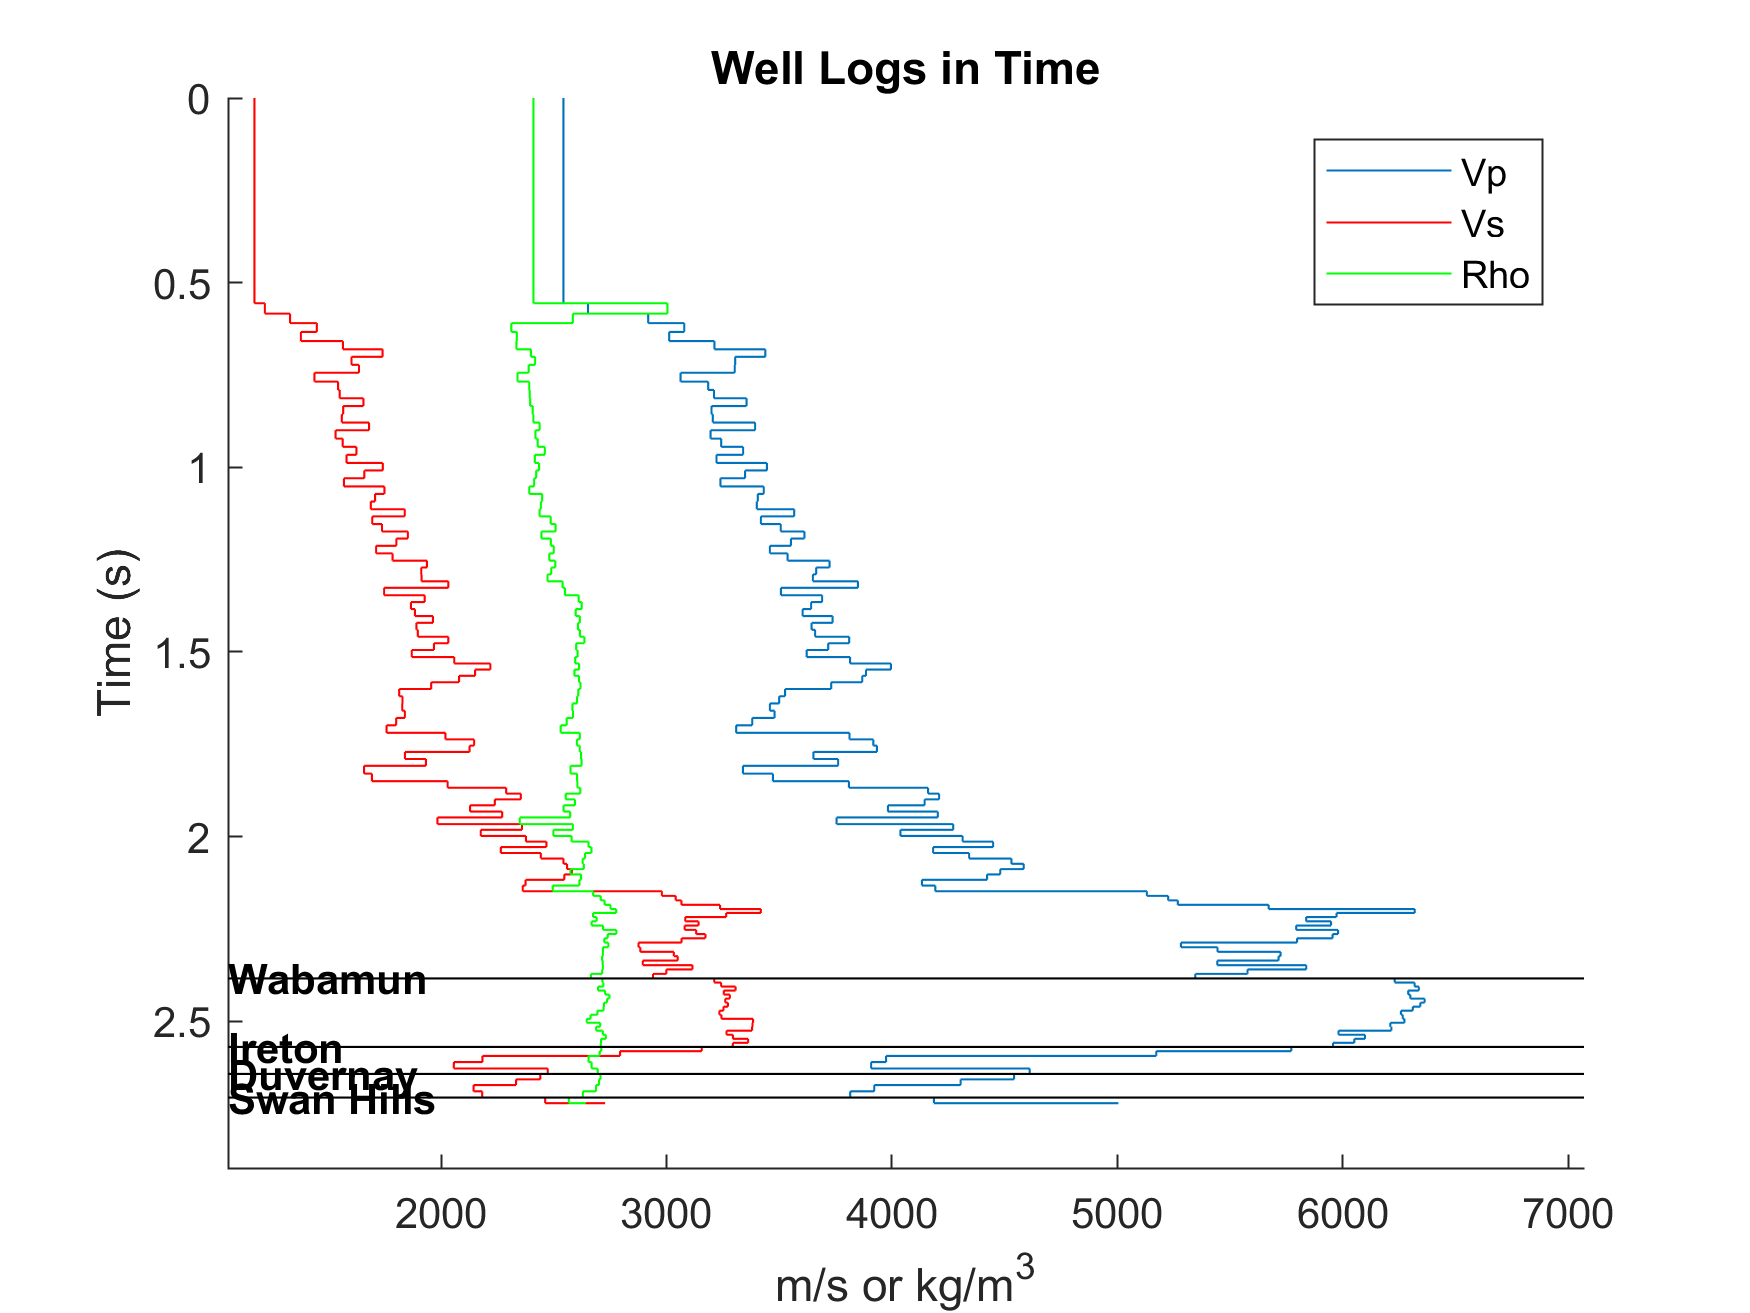 Well Logs in Time
Vp
Vs
Rho
Time (s)
0
0.5
1
1.5
2
2.5
Wabamun
Ireton
Duvernay
Swan Hills
2000 3000 4000 5000 6000 7000
m/s or kg/m³